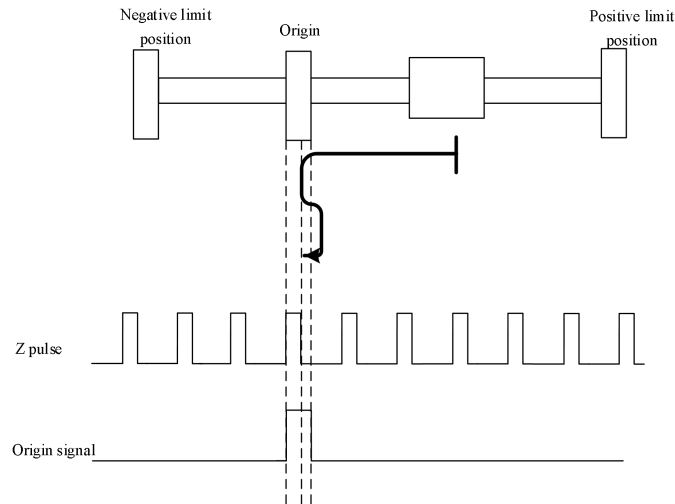 Negative limit
position
Origin
Positive limit
position
Z pulse
Origin signal